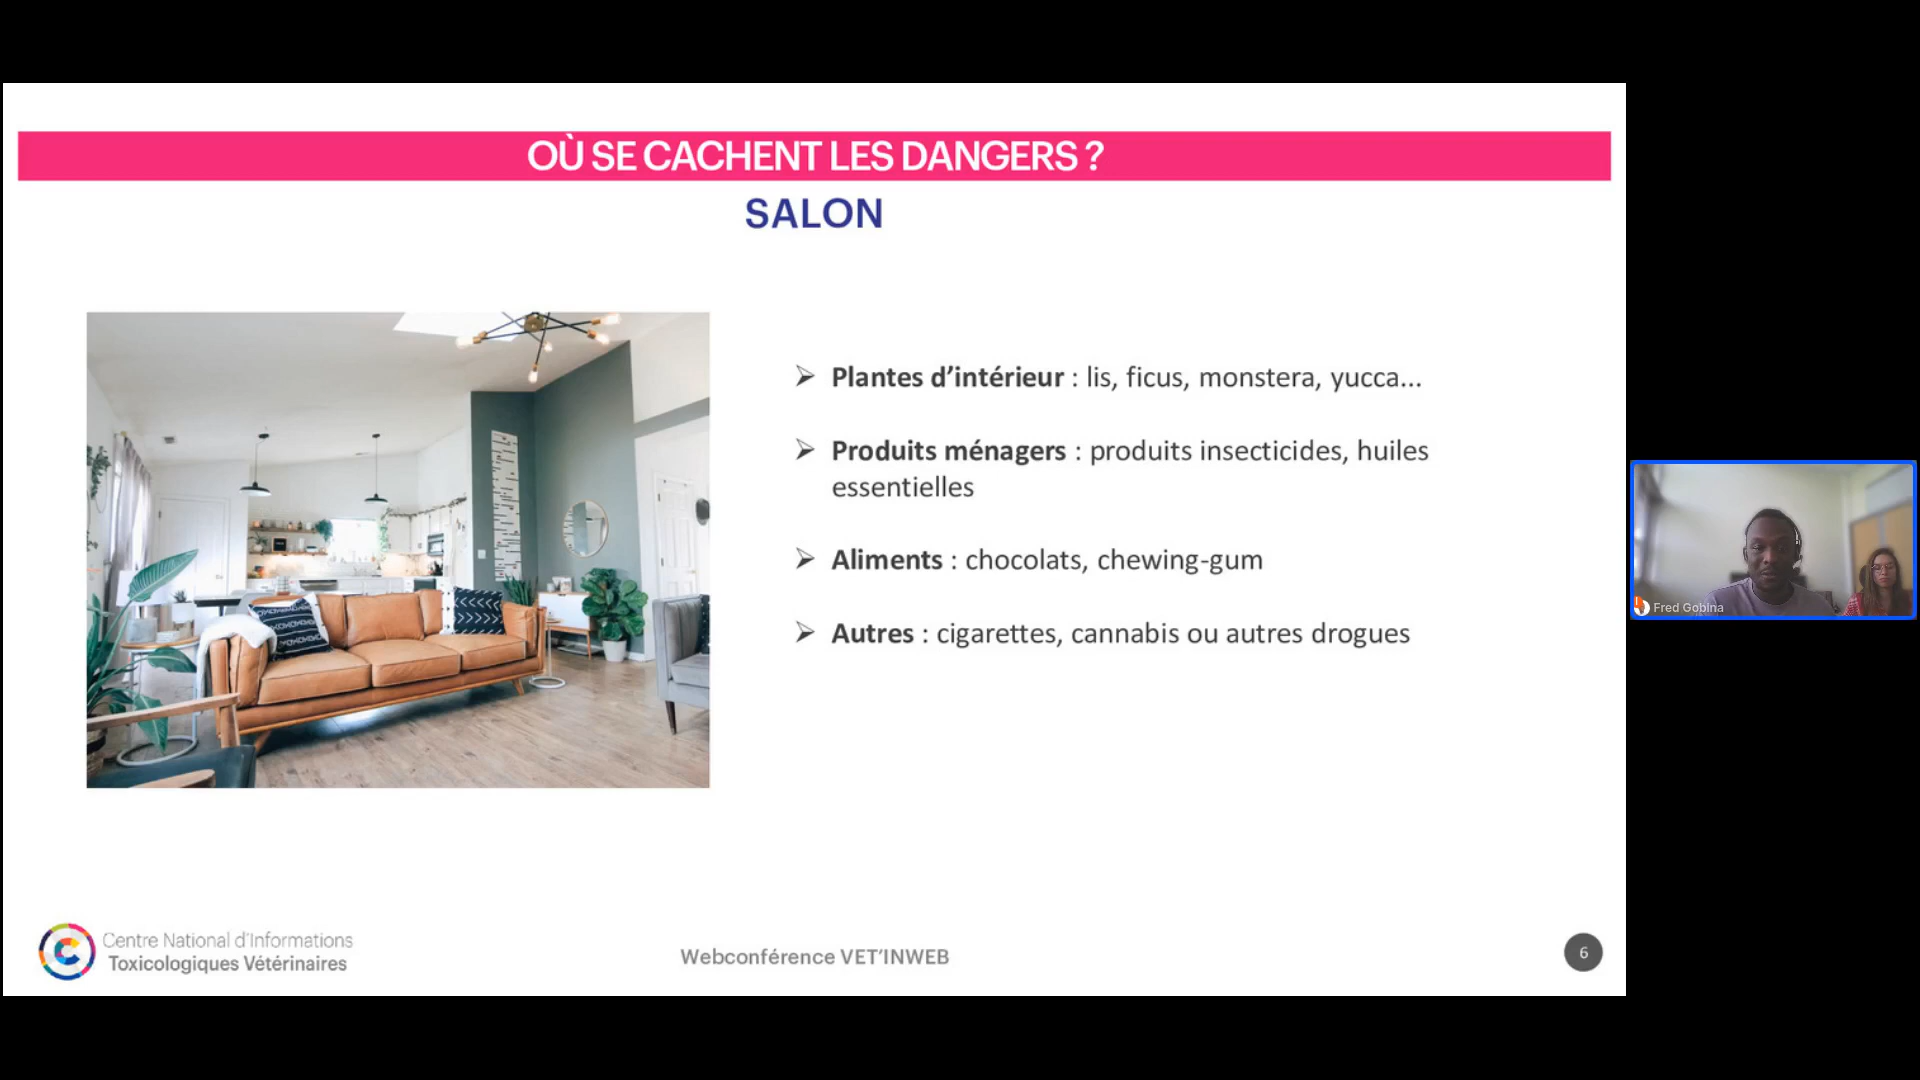 OÙ SE CACHENT LES DANGERS ?
SALON
➢ Plantes d’intérieur : lis, ficus, monstera, yucca...
➢ Produits ménagers : produits insecticides, huiles
essentielles
➢ Aliments : chocolats, chewing-gum
➢ Autres : cigarettes, cannabis ou autres drogues
Fred Gobina
Centre National d’Informations
Toxicologiques Vétérinaires
Webconférence VET’INWEB
6